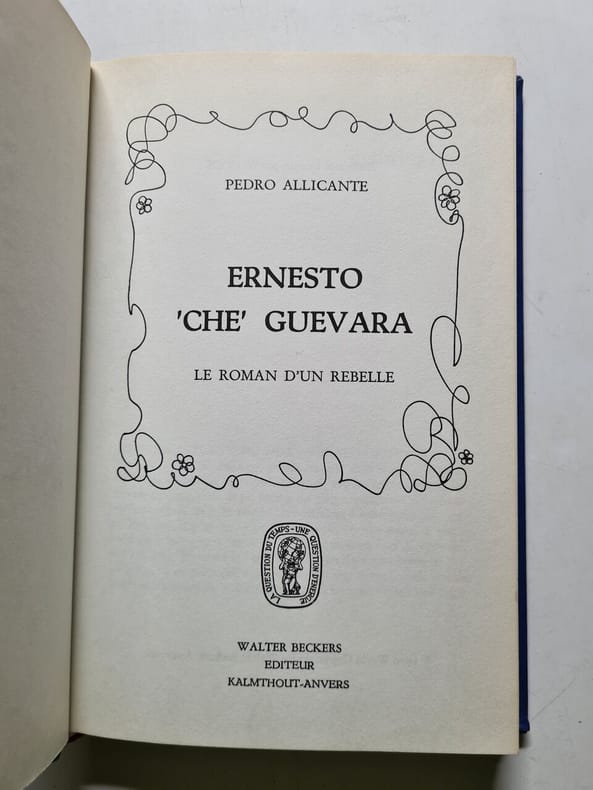 PEDRO ALLICANTE
ERNESTO
'CHE' GUEVARA
LE ROMAN D'UN REBELLE
LA QUESTION DU TEMPS - UNE QUESTION D'ENERGIE
WALTER BECKERS
EDITEUR
KALMTHOUT-ANVERS